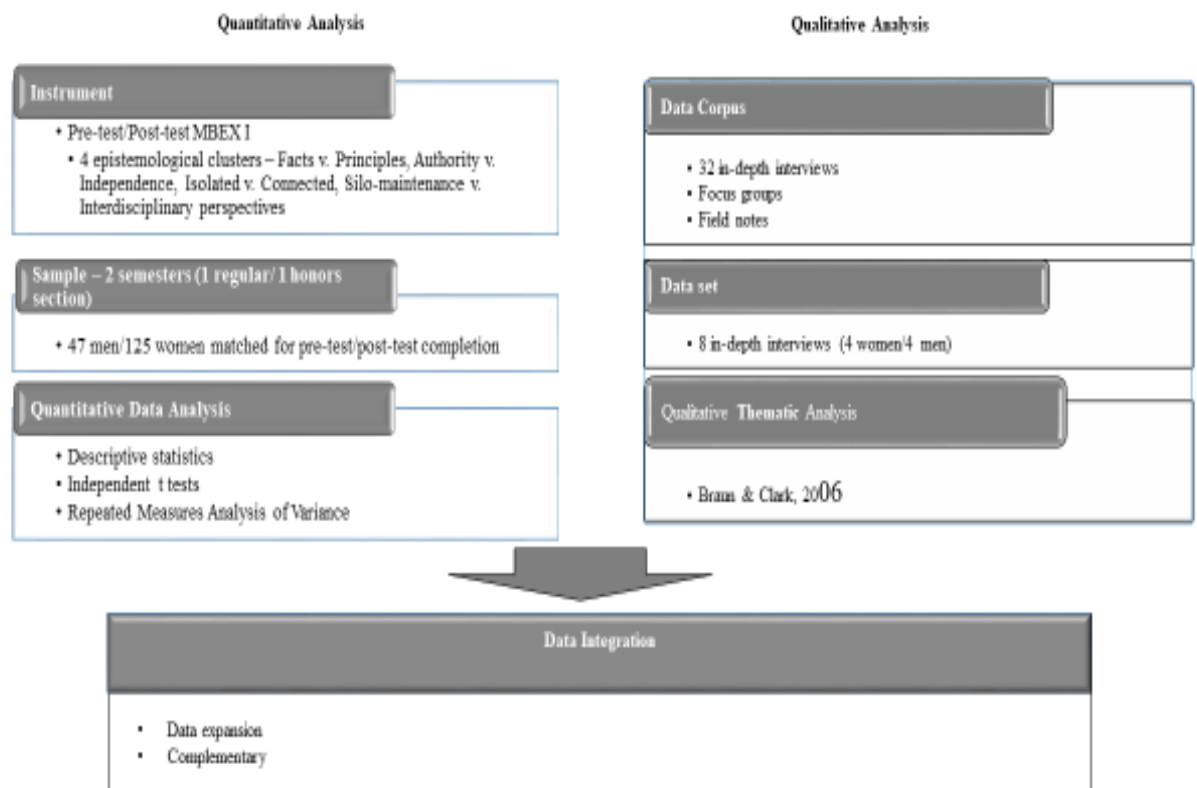 Quantitative Analysis
Instrument
• Pre-test/Post-test MBEX I
• 4 epistemological clusters – Facts v. Principles, Authority v.
Independence, Isolated v. Connected, Silo-maintenance v.
Interdisciplinary perspectives
Sample – 2 semesters (1 regular/ 1 honors
section)
• 47 men/125 women matched for pre-test/post-test completion
Quantitative Data Analysis
• Descriptive statistics
• Independent t tests
• Repeated Measures Analysis of Variance
Qualitative Analysis
Data Corpus
• 32 in-depth interviews
• Focus groups
• Field notes
Data set
• 8 in-depth interviews (4 women/4 men)
Qualitative Thematic Analysis
• Braun & Clark, 2006
Data Integration
• Data expansion
• Complementary